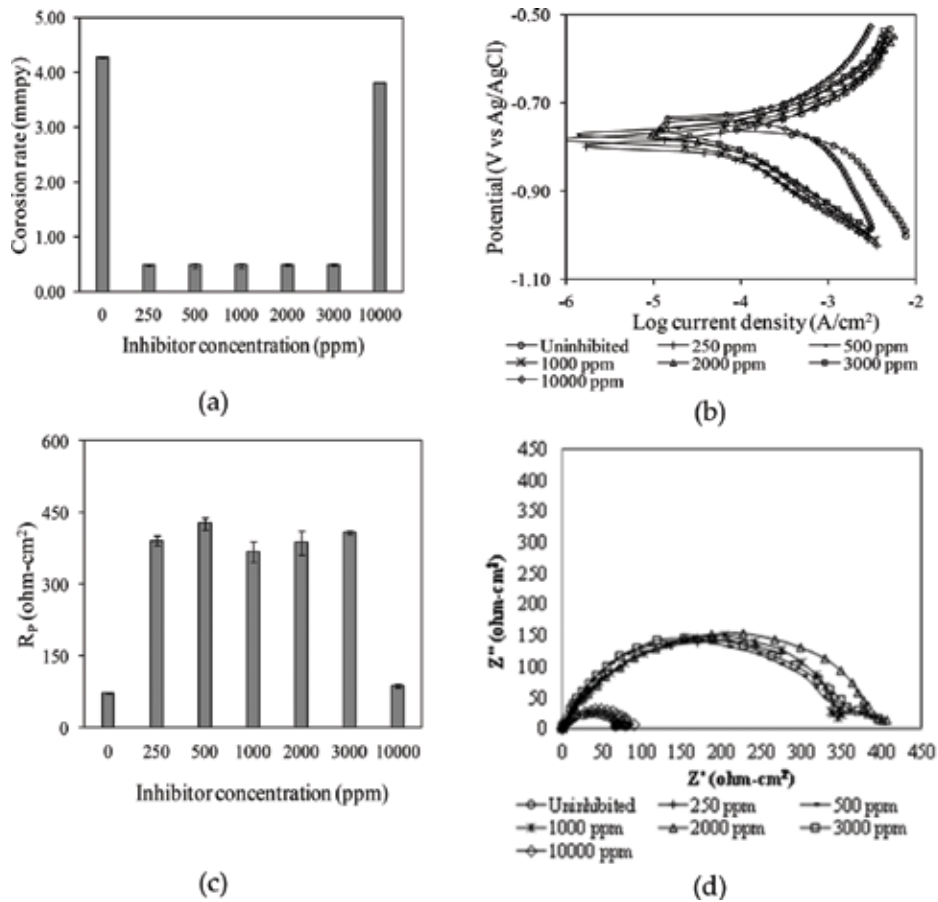 (a)
Corosion rate (mmpy)
5.00
4.00
3.00
2.00
1.00
0.00
0 250 500 1000 2000 3000 10000
Inhibitor concentration (ppm)
(b)
Potential (V vs Ag/AgCl)
-0.50
-0.70
-0.90
-1.10
-6 -5 -4 -3 -2
Log current density (A/cm²)
Uninhibited 250 ppm 500 ppm
1000 ppm 2000 ppm 3000 ppm
10000 ppm
(c)
RP (ohm-cm²)
600
450
300
150
0
0 250 500 1000 2000 3000 10000
Inhibitor concentration (ppm)
(d)
Z'' (ohm-cm²)
450
400
350
300
250
200
150
100
50
0
0 50 100 150 200 250 300 350 400 450
Z' (ohm-cm²)
Uninhibited 250 ppm 500 ppm
1000 ppm 2000 ppm 3000 ppm
10000 ppm